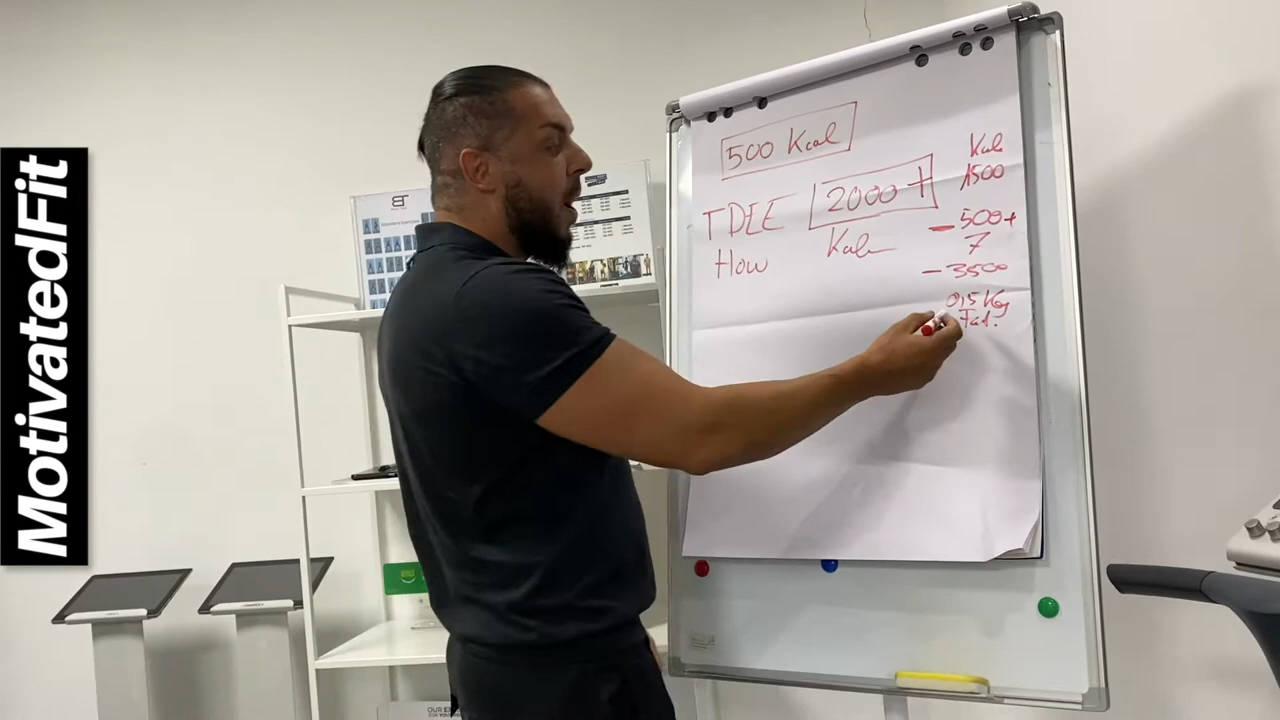 MotivatedFit
500 Kcal
TDEE 2000 +
How Kcal
Kcal
1500
- 500 +
7
- 3500
0,5 Kg
Fat.